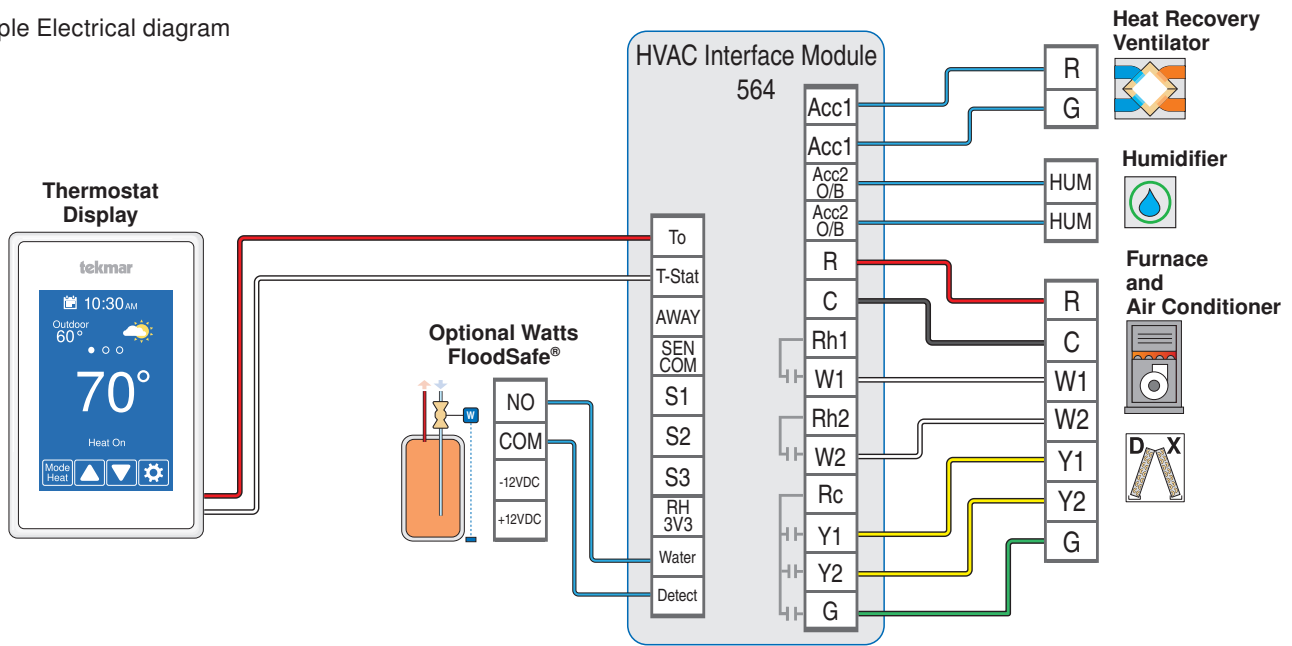 ple Electrical diagram
HVAC Interface Module
564
Heat Recovery
Ventilator
R
G
Humidifier
HUM
HUM
Furnace
and
Air Conditioner
R
C
W1
W2
Y1
Y2
G
D X
Acc1
Acc1
Acc2
O/B
Acc2
O/B
R
C
Rh1
W1
Rh2
W2
Rc
Y1
Y2
G
To
T-Stat
AWAY
SEN
COM
S1
S2
S3
RH
3V3
Water
Detect
Thermostat
Display
tekmar
10:30 AM
Outdoor
60°
70°
Heat On
Mode
Heat
Optional Watts
FloodSafe®
W
NO
COM
-12VDC
+12VDC